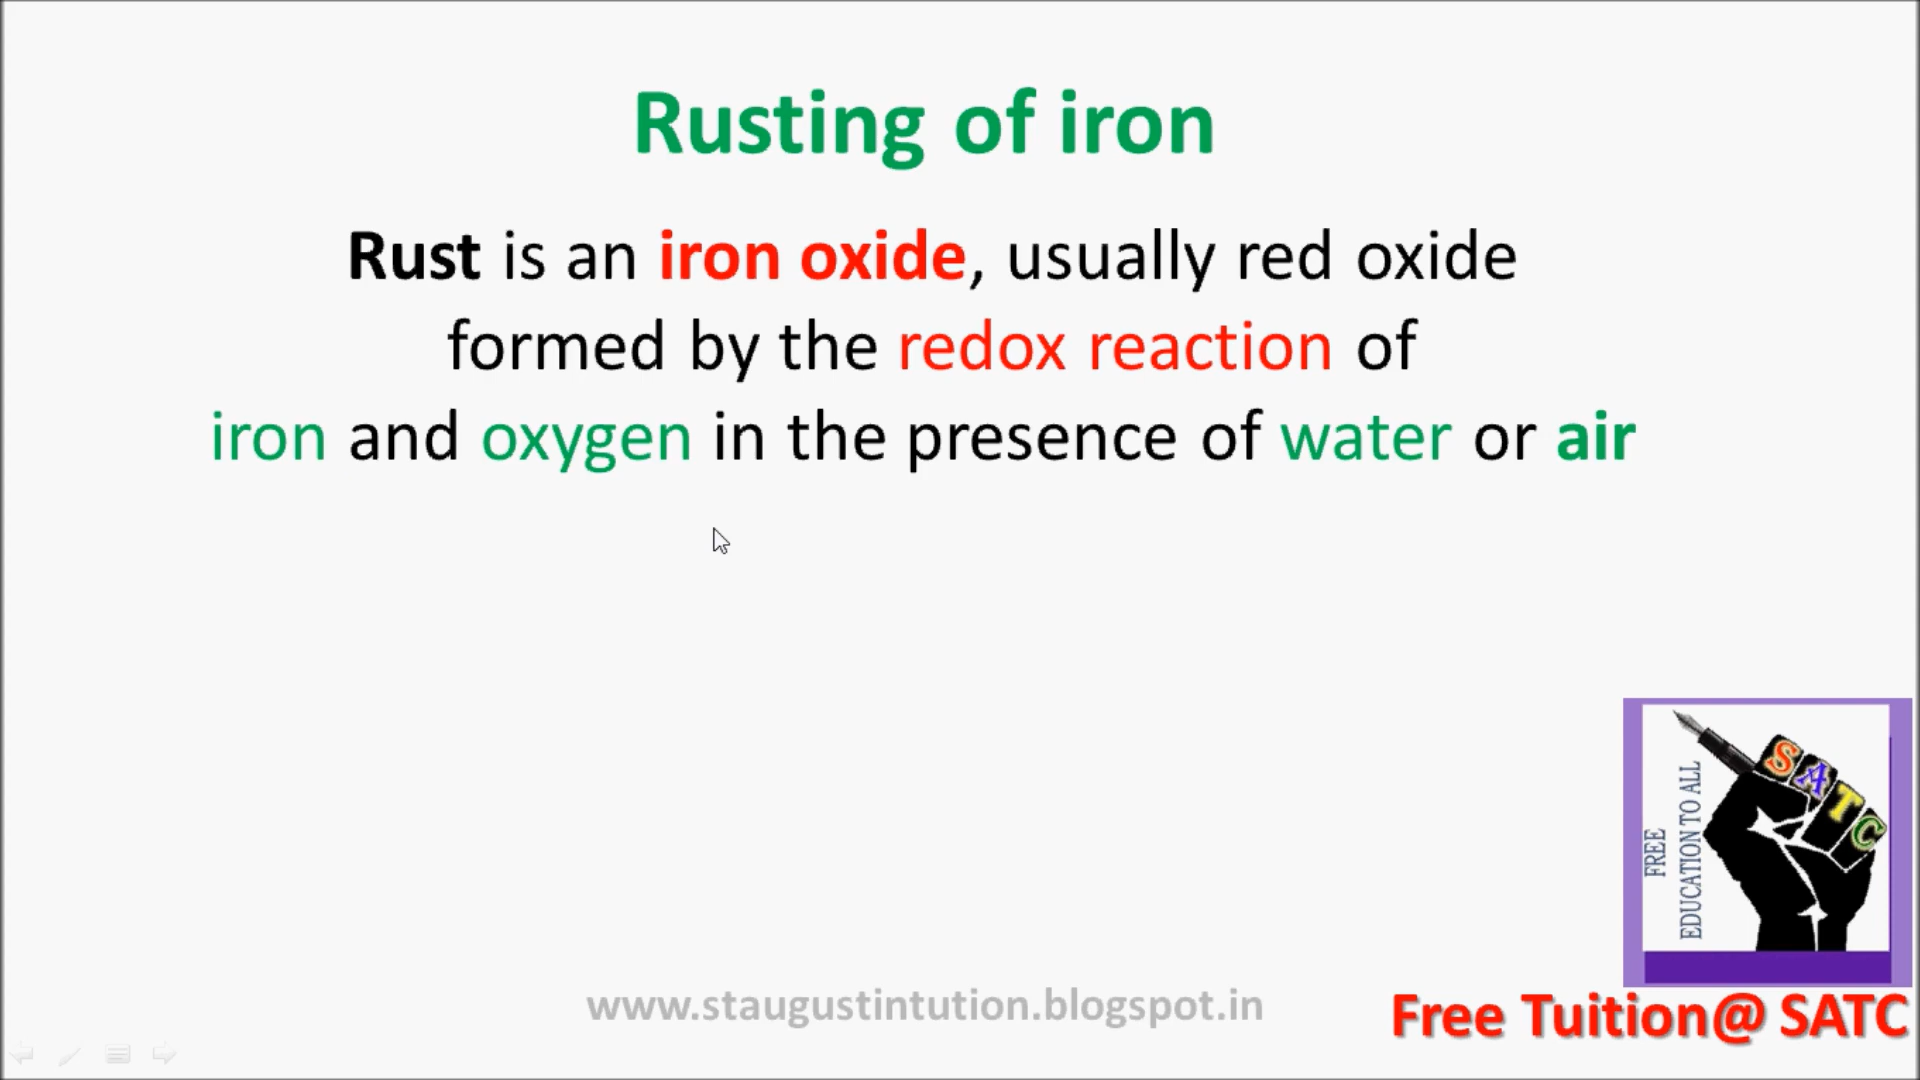 Rusting of iron
Rust is an iron oxide, usually red oxide
formed by the redox reaction of
iron and oxygen in the presence of water or air
SATC
FREE
EDUCATION TO ALL
www.staugustintution.blogspot.in
Free Tuition@ SATC